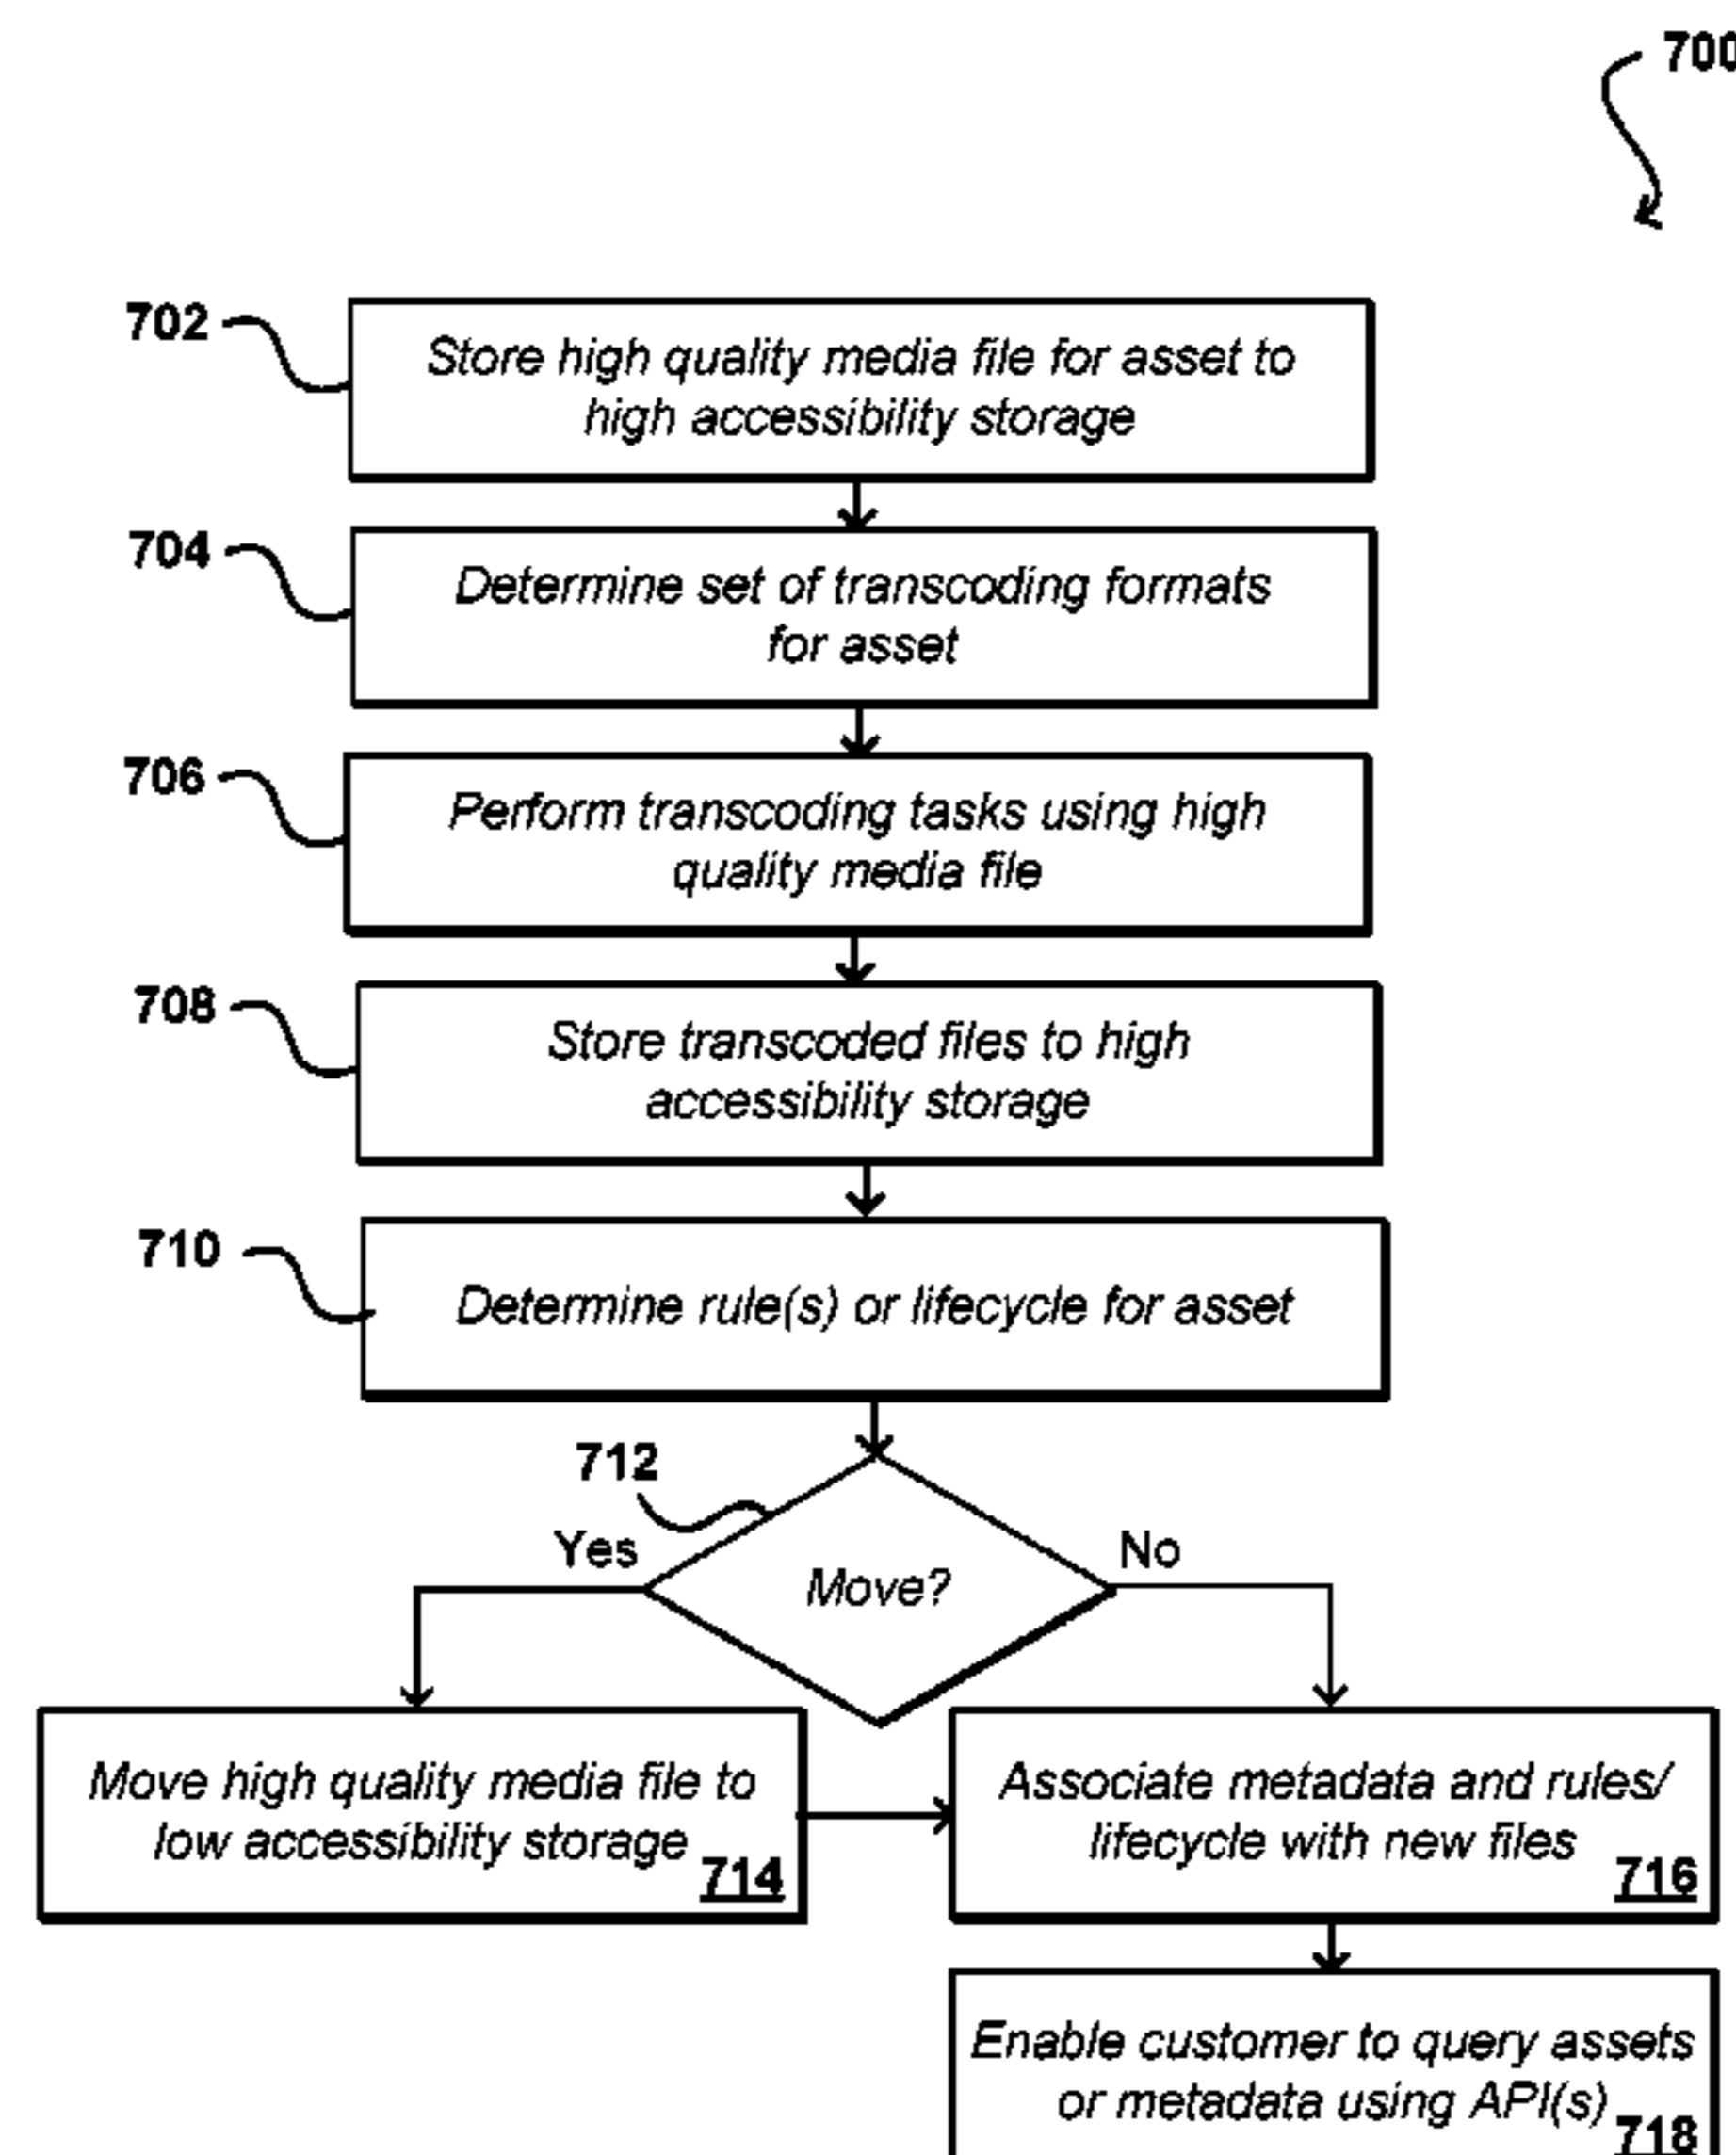 700
702
Store high quality media file for asset to
high accessibility storage
704
Determine set of transcoding formats
for asset
706
Perform transcoding tasks using high
quality media file
708
Store transcoded files to high
accessibility storage
710
Determine rule(s) or lifecycle for asset
712
Yes
Move?
No
Move high quality media file to
low accessibility storage
714
Associate metadata and rules/
lifecycle with new files
716
Enable customer to query assets
or metadata using API(s)
718